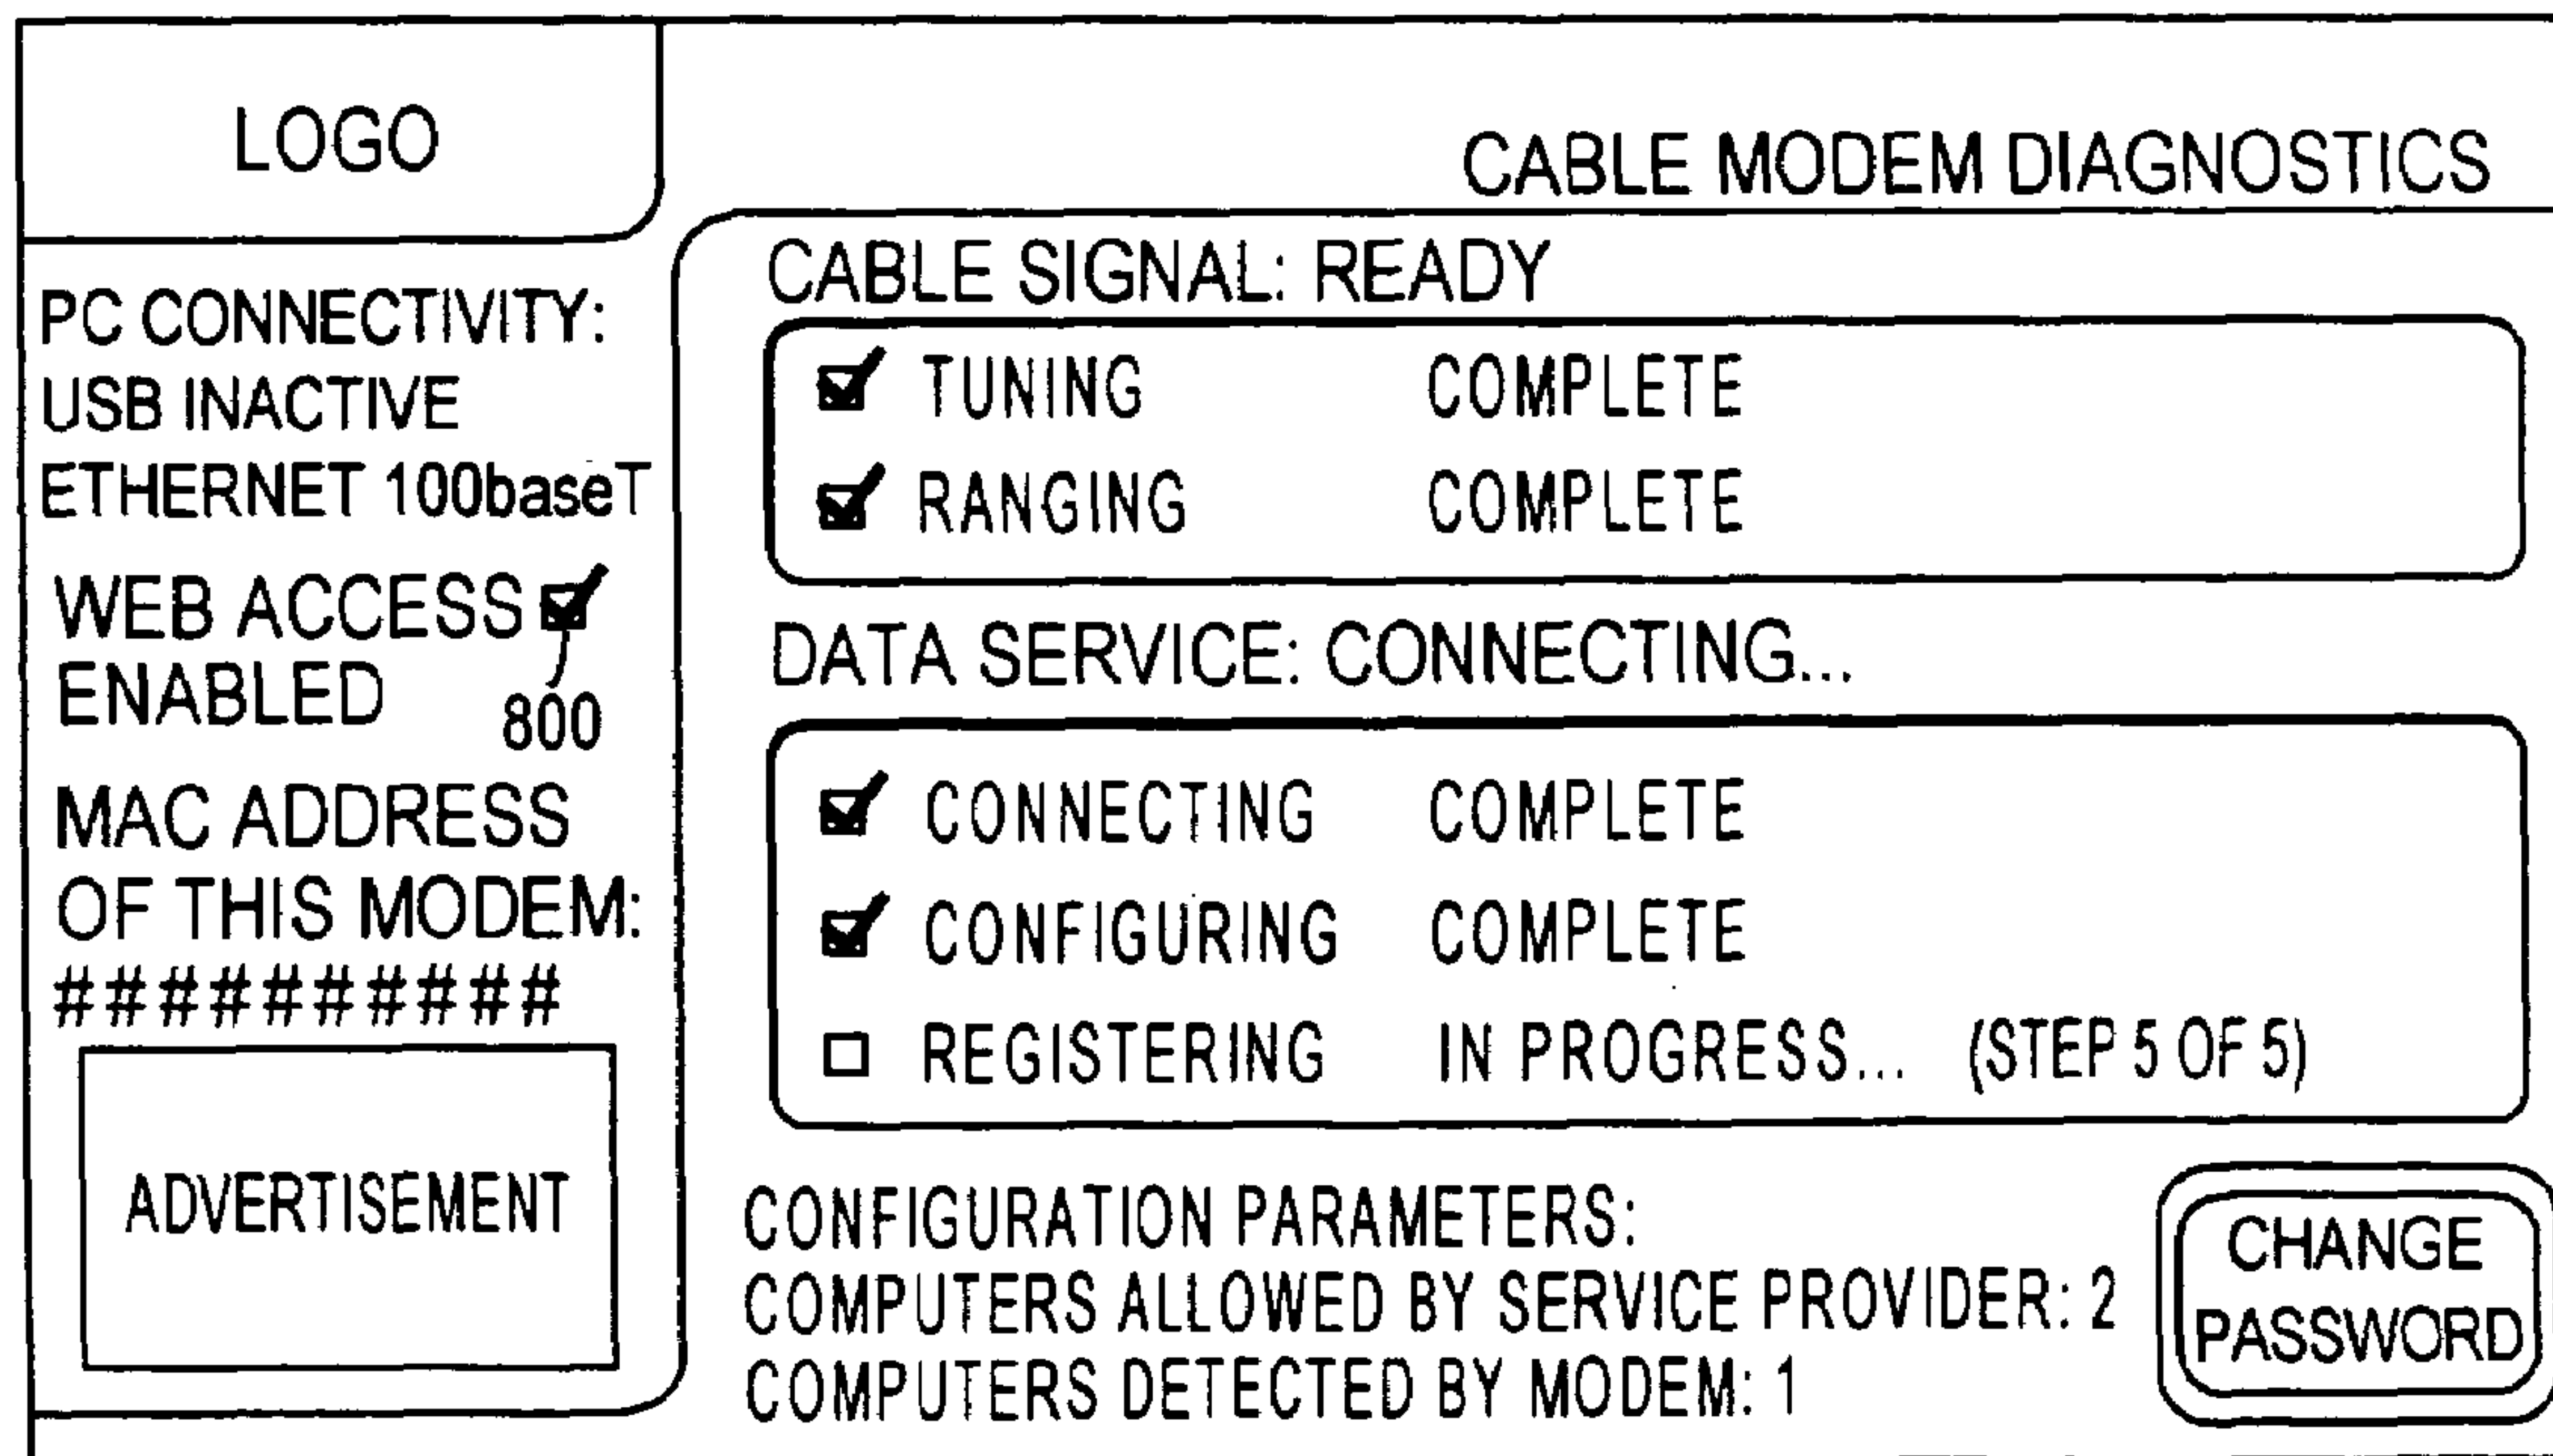 LOGO
CABLE MODEM DIAGNOSTICS
PC CONNECTIVITY:
USB INACTIVE
ETHERNET 100baseT
WEB ACCESS
ENABLED
800
MAC ADDRESS
OF THIS MODEM:
##########
ADVERTISEMENT
CABLE SIGNAL: READY
TUNING COMPLETE
RANGING COMPLETE
DATA SERVICE: CONNECTING...
CONNECTING COMPLETE
CONFIGURING COMPLETE
REGISTERING IN PROGRESS... (STEP 5 OF 5)
CONFIGURATION PARAMETERS:
COMPUTERS ALLOWED BY SERVICE PROVIDER: 2
COMPUTERS DETECTED BY MODEM: 1
CHANGE
PASSWORD